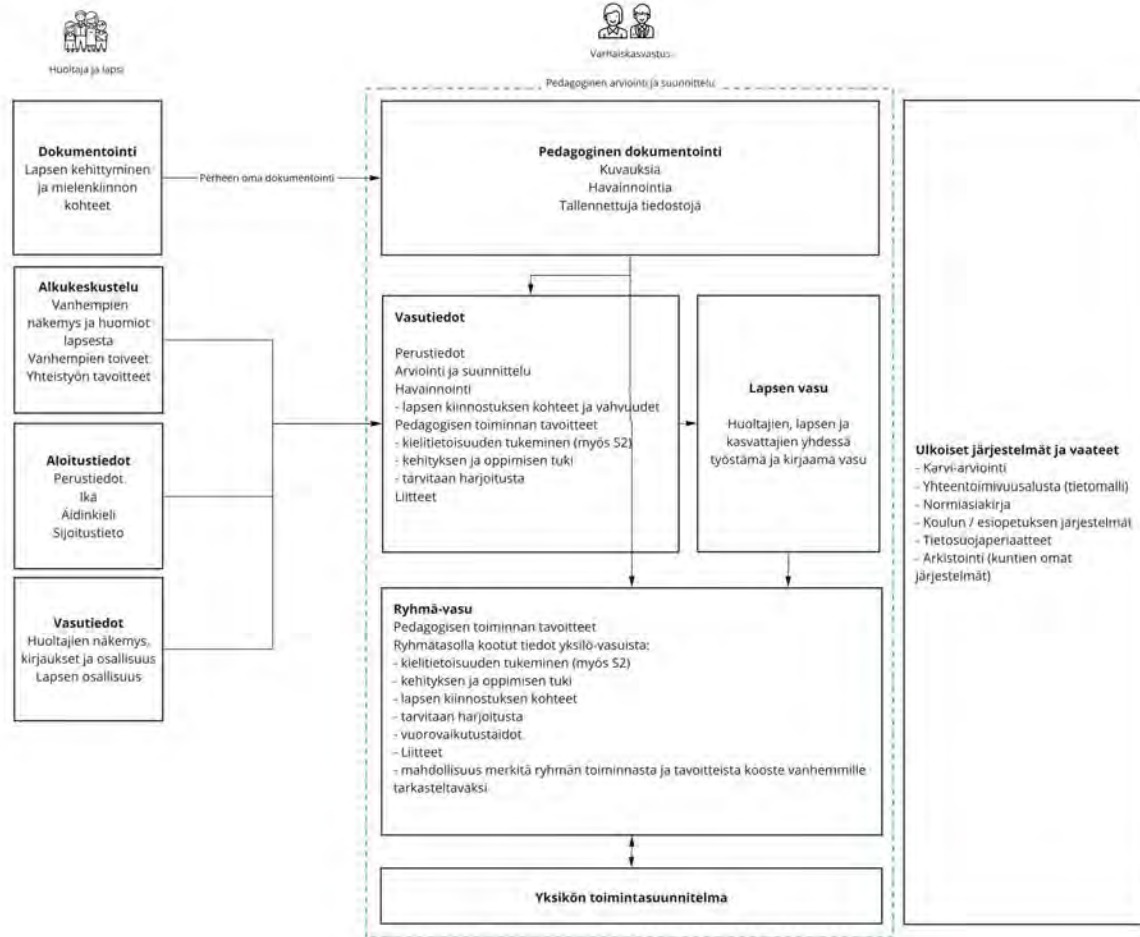 Huoltaja ja lapsi
Varhaiskasvastus
Pedagoginen arviointi ja suunnittelu
Dokumentointi
Lapsen kehittyminen
ja mielenkiinnon
kohteet
Perheen oma dokumentointi
Pedagoginen dokumentointi
Kuvauksia
Havainnointia
Tallennettuja tiedostoja
Alkukeskustelu
Vanhempien
näkemys ja huomiot
lapsesta
Vanhempien toiveet
Yhteistyön tavoitteet
Aloitustiedot
Perustiedot
Ikä
Äidinkieli
Sijoitustieto
Vasutiedot
Huoltajien näkemys,
kirjaukset ja osallisuus
Lapsen osallisuus
Vasutiedot
Perustiedot
Arviointi ja suunnittelu
Havainnointi
- lapsen kiinnostuksen kohteet ja vahvuudet
Pedagogisen toiminnan tavoitteet
- kielitietoisuuden tukeminen (myös S2)
- kehityksen ja oppimisen tuki
- tarvitaan harjoitusta
Liitteet
Lapsen vasu
Huoltajien, lapsen ja
kasvattajien yhdessä
työstämä ja kirjaama vasu
Ryhmä-vasu
Pedagogisen toiminnan tavoitteet
Ryhmätasolla kootut tiedot yksilö-vasuista:
- kielitietoisuuden tukeminen (myös S2)
- kehityksen ja oppimisen tuki
- lapsen kiinnostuksen kohteet
- tarvitaan harjoitusta
- vuorovaikutustaidot
- Liitteet
- mahdollisuus merkitä ryhmän toiminnasta ja tavoitteista kooste vanhemmille
tarkasteltavaksi
Yksikön toimintasuunnitelma
Ulkoiset järjestelmät ja vaateet
- Karvi-arviointi
- Yhteentoimivuusalusta (tietomalli)
- Normiasiakirja
- Koulun / esiopetuksen järjestelmät
- Tietosuojaperiaatteet
- Arkistointi (kuntien omat
järjestelmät)